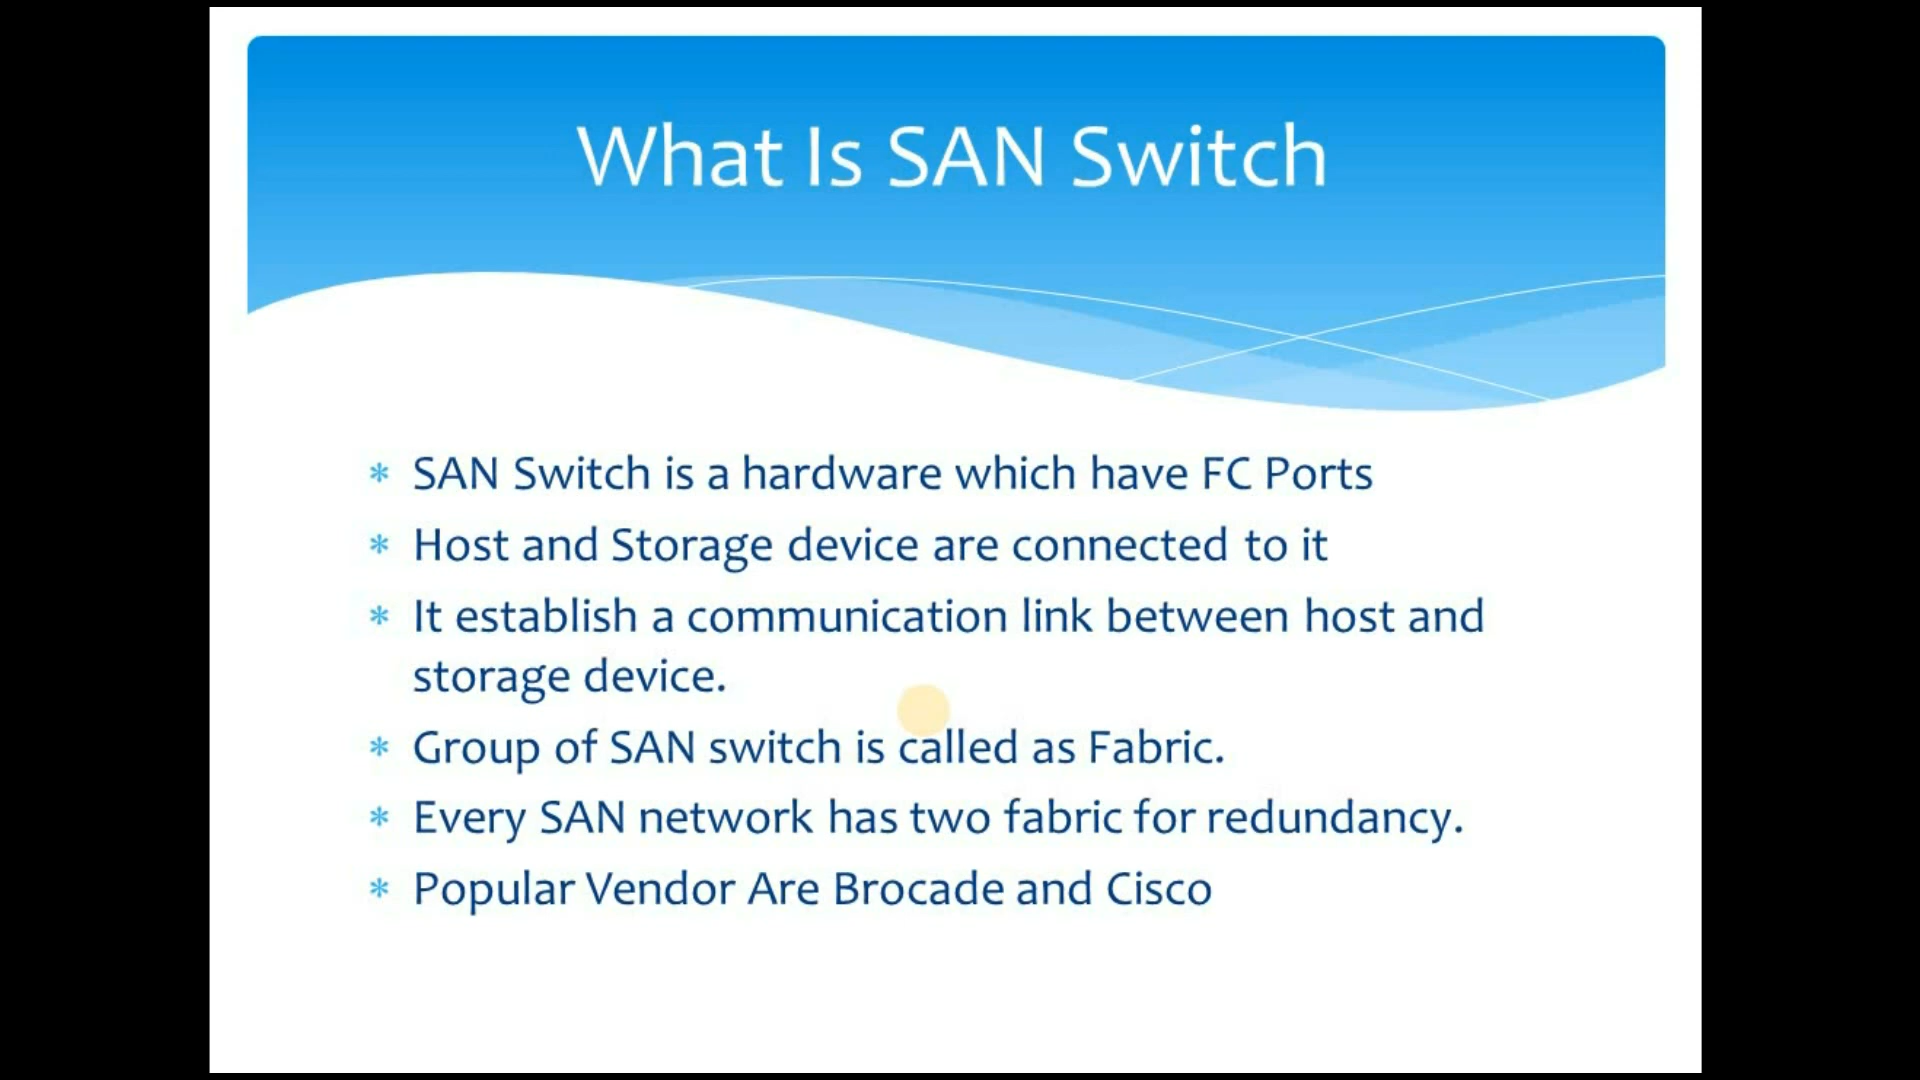 What Is SAN Switch
* SAN Switch is a hardware which have FC Ports
* Host and Storage device are connected to it
* It establish a communication link between host and
storage device.
* Group of SAN switch is called as Fabric.
* Every SAN network has two fabric for redundancy.
* Popular Vendor Are Brocade and Cisco